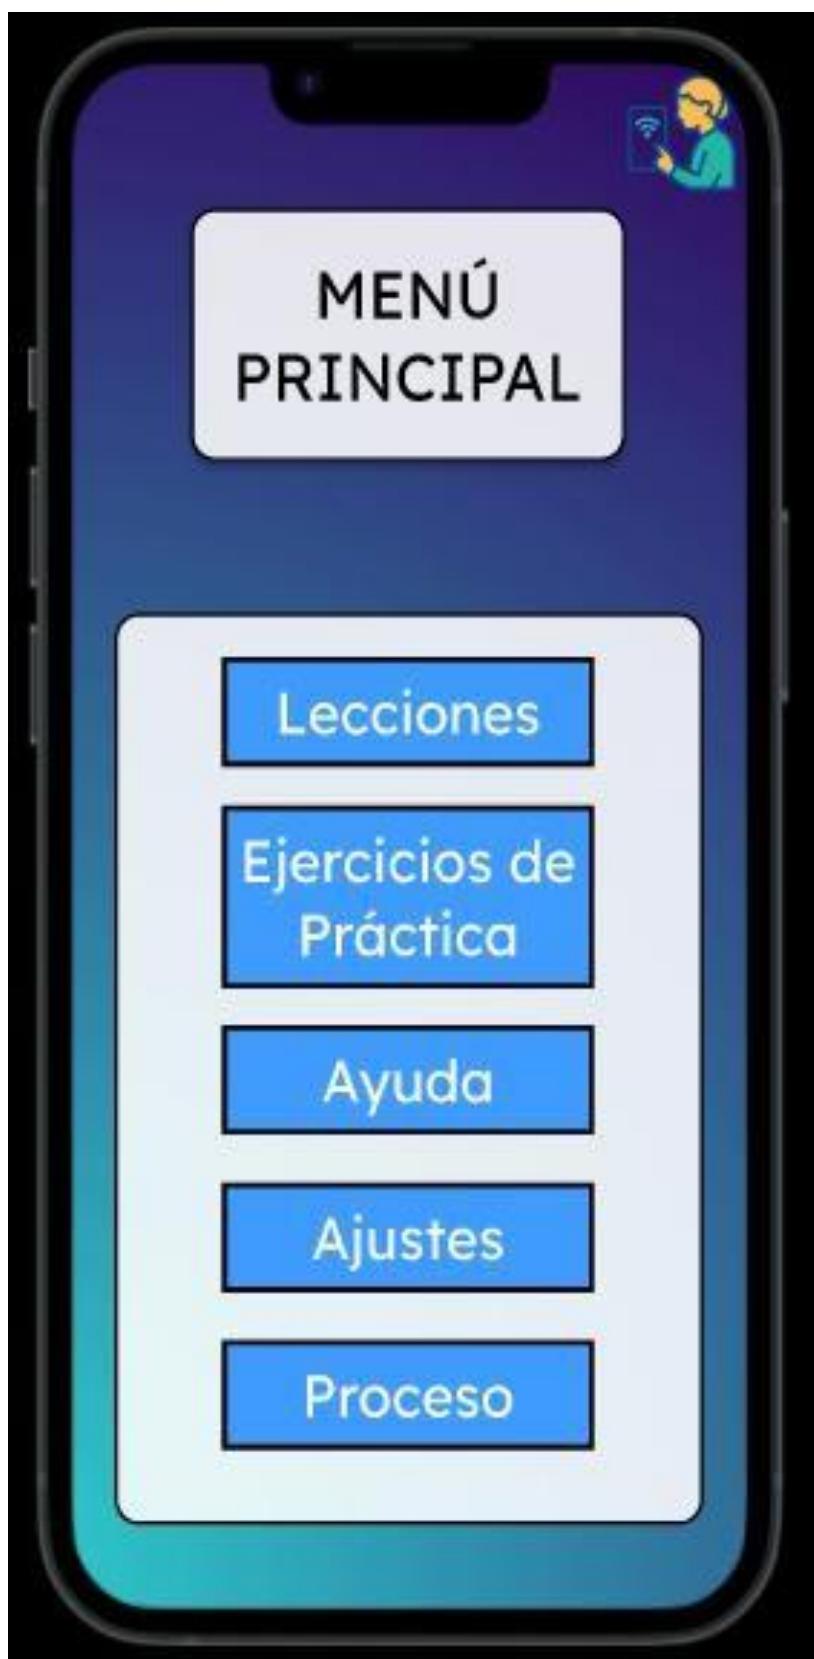 MENÚ
PRINCIPAL
Lecciones
Ejercicios de
Práctica
Ayuda
Ajustes
Proceso